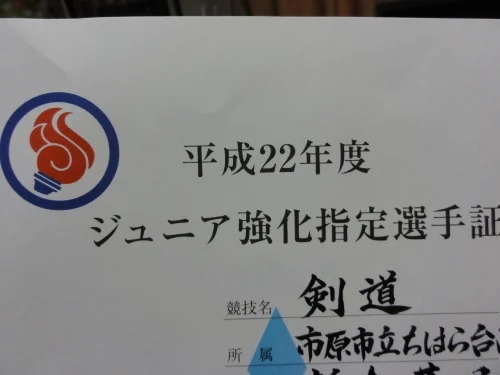 平成22年度
ジュニア強化指定選手証
競技名 剣道
所属 市原市立ちはら台